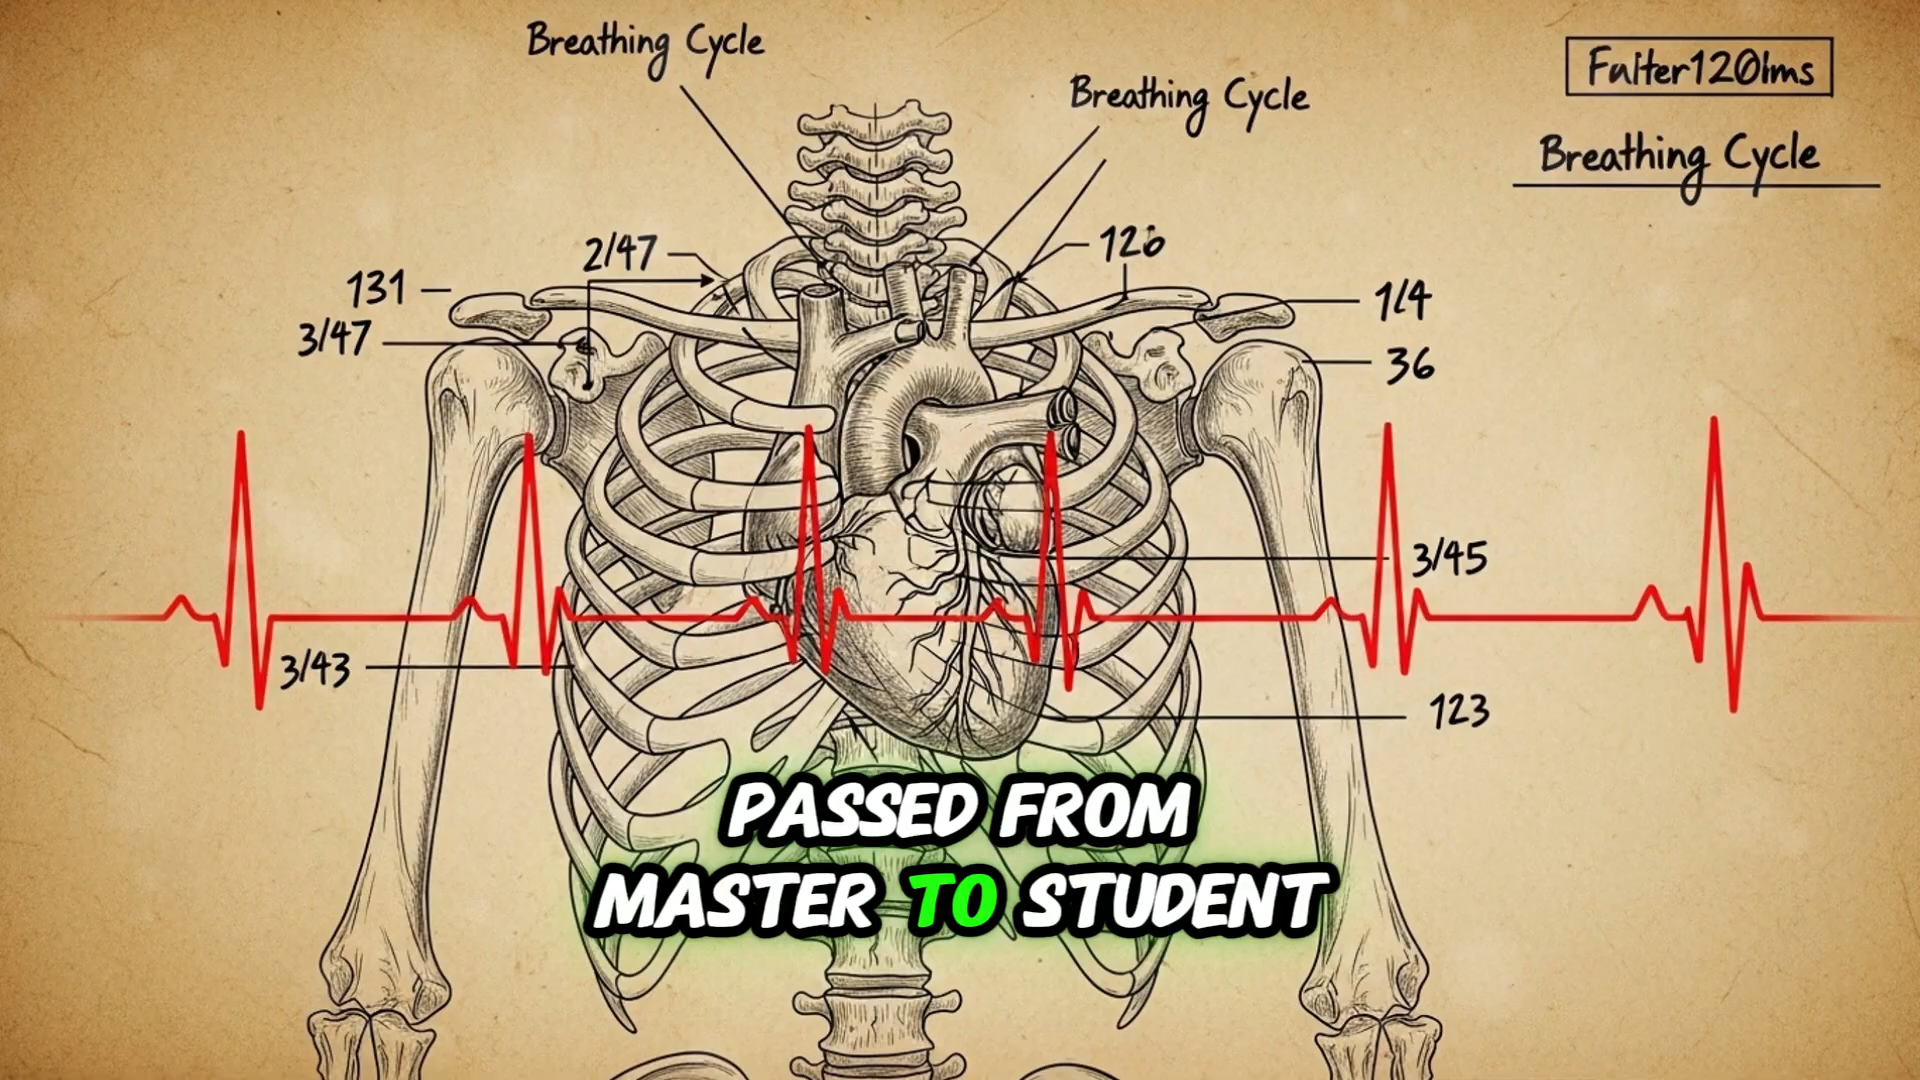 Breathing Cycle
Breathing Cycle
Fulter120lms
Breathing Cycle
2/47
126
131
1/4
3/47
36
3/45
3/43
123
PASSED FROM
MASTER TO STUDENT